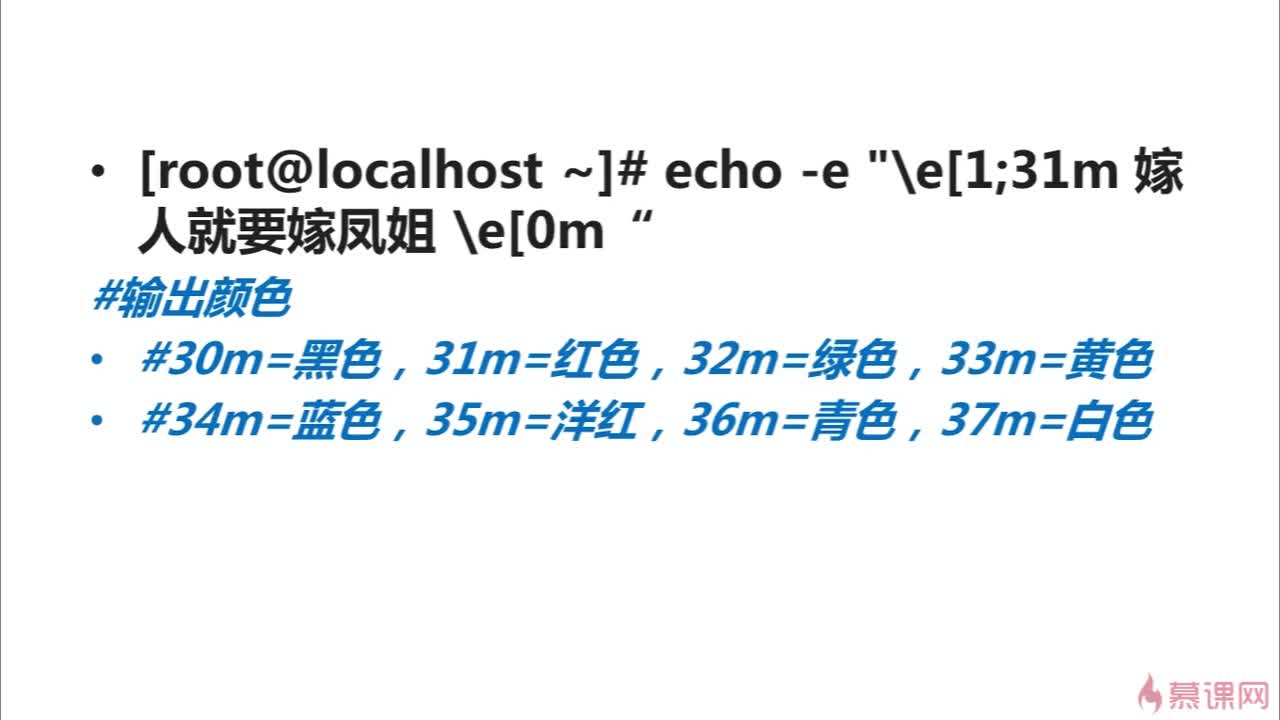 • [root@localhost ~]# echo -e "\e[1;31m 嫁
人就要嫁凤姐 \e[0m “
#输出颜色
• #30m=黑色，31m=红色，32m=绿色，33m=黄色
• #34m=蓝色，35m=洋红，36m=青色，37m=白色
慕课网